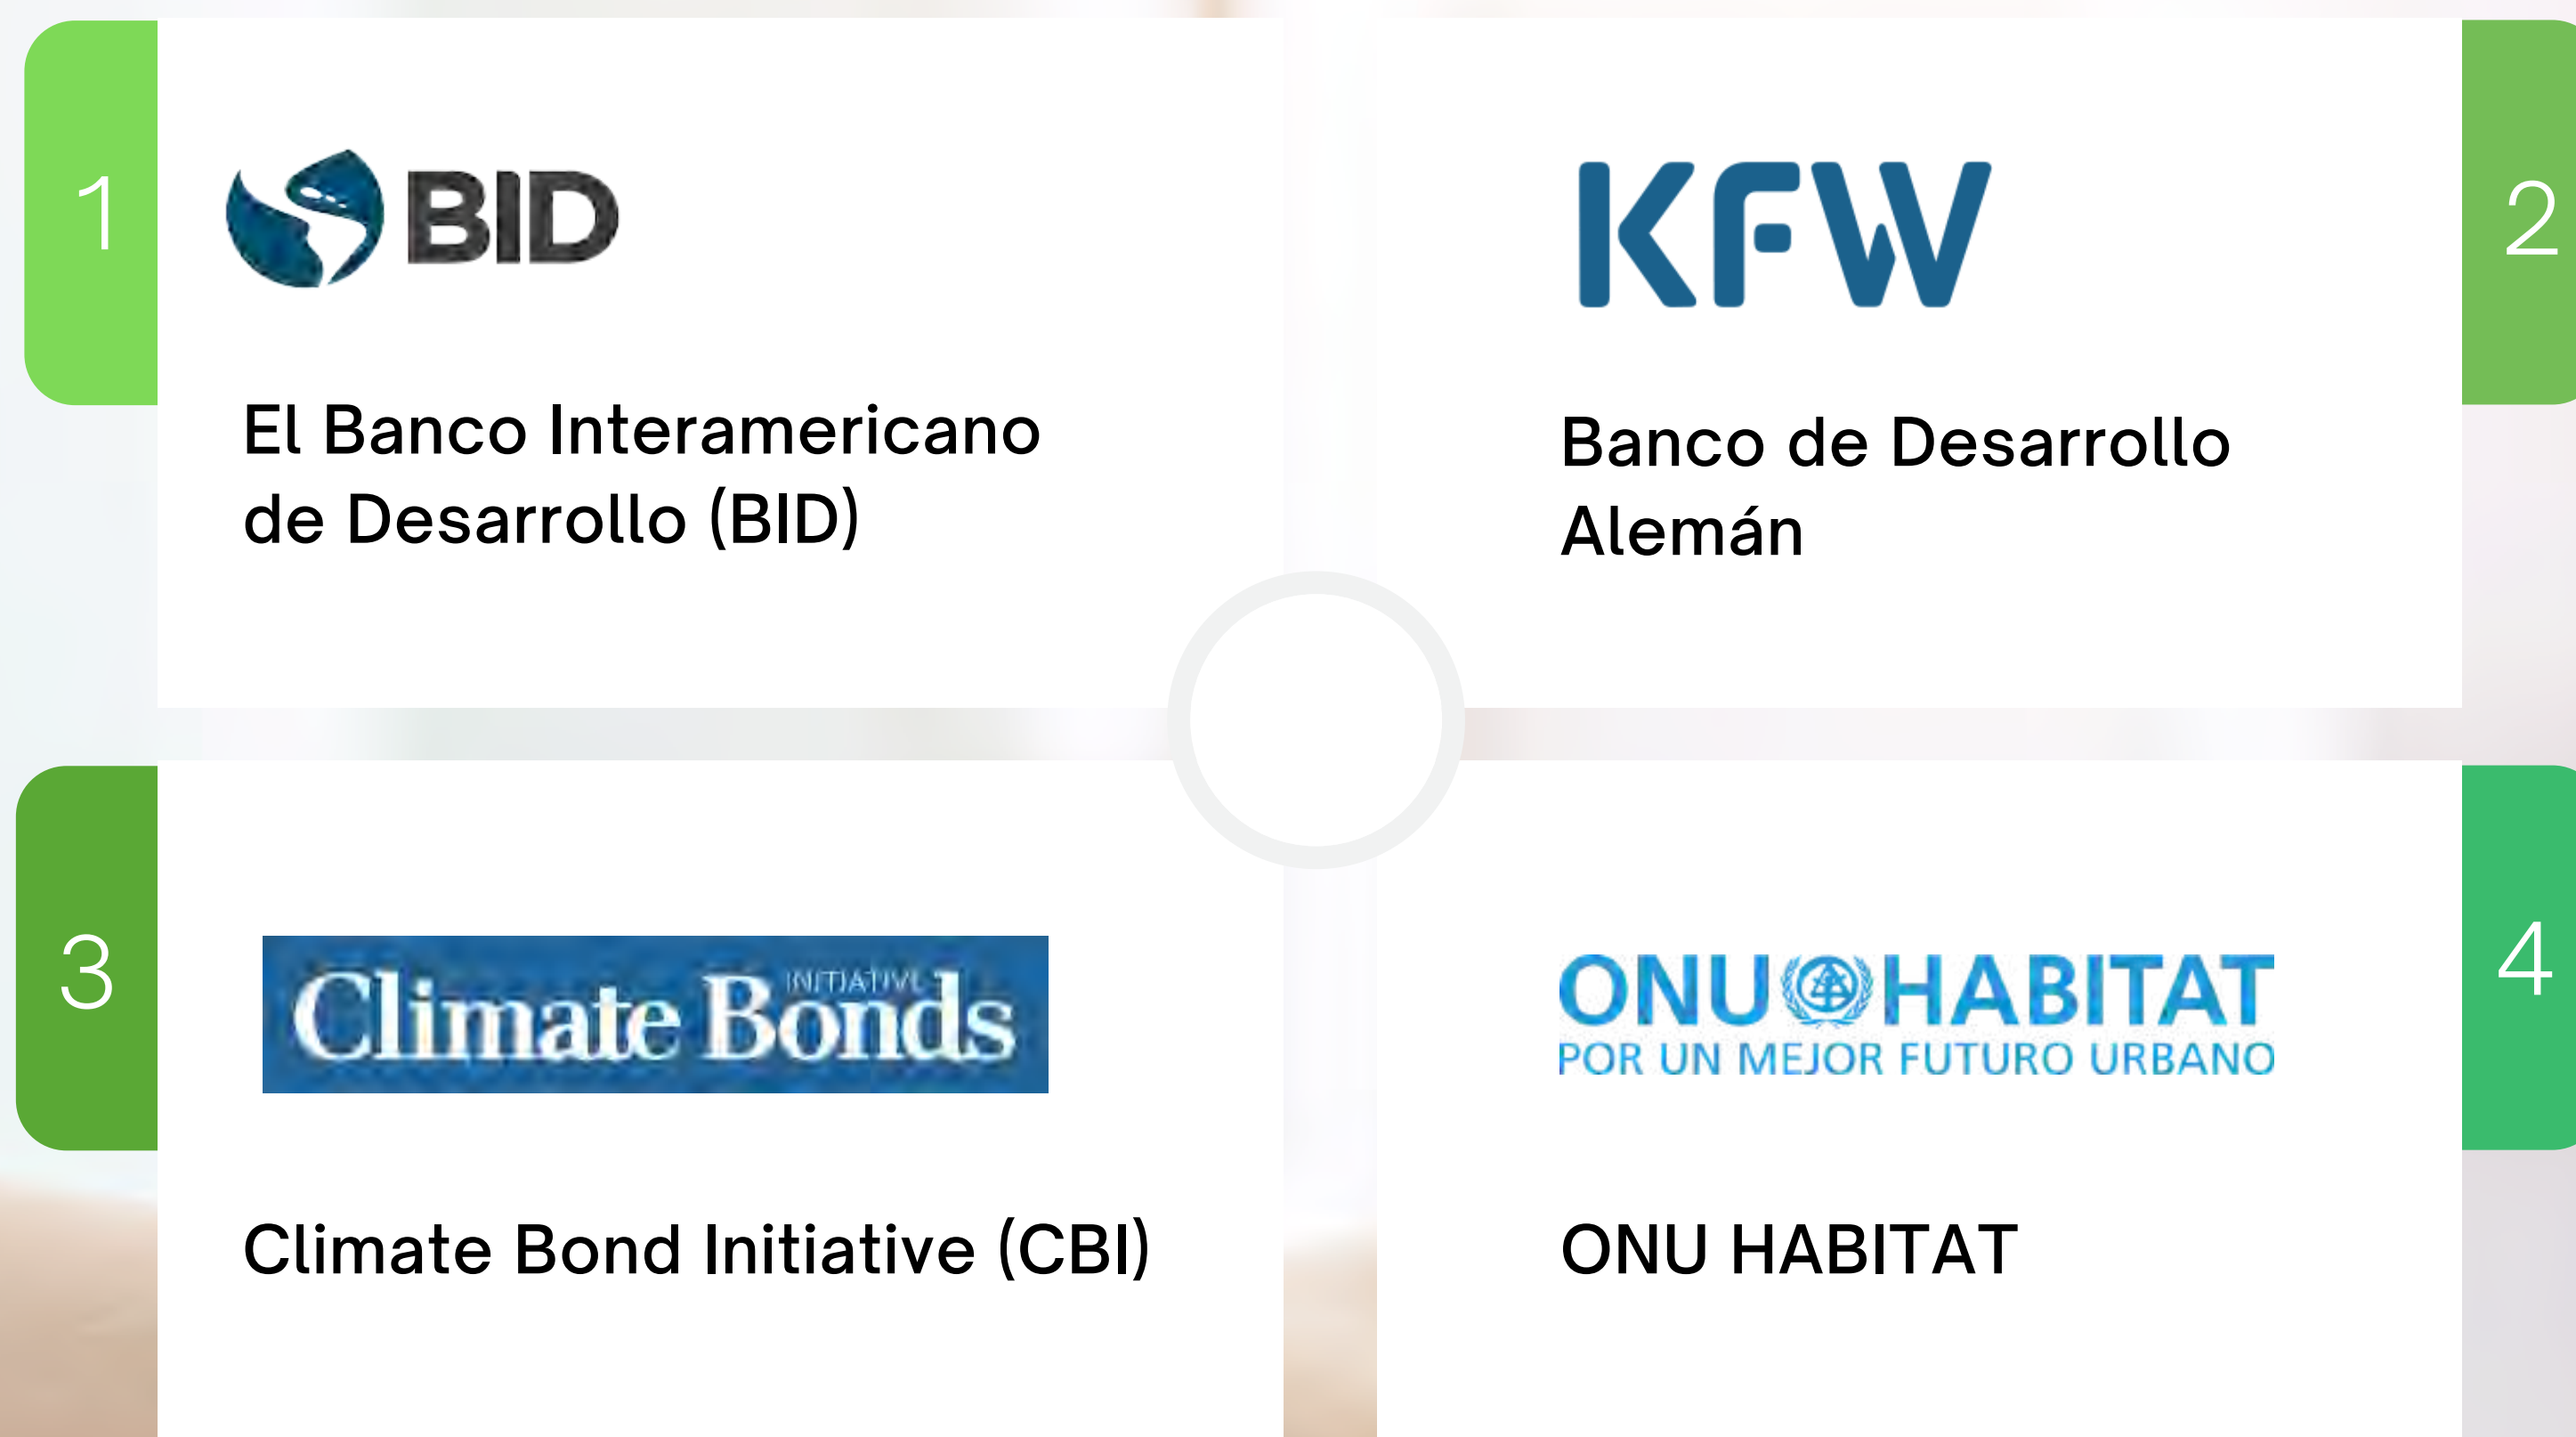 1
BID
El Banco Interamericano
de Desarrollo (BID)
2
KFW
Banco de Desarrollo
Alemán
3
INITIATIVE
Climate Bonds
Climate Bond Initiative (CBI)
4
ONU HABITAT
POR UN MEJOR FUTURO URBANO
ONU HABITAT